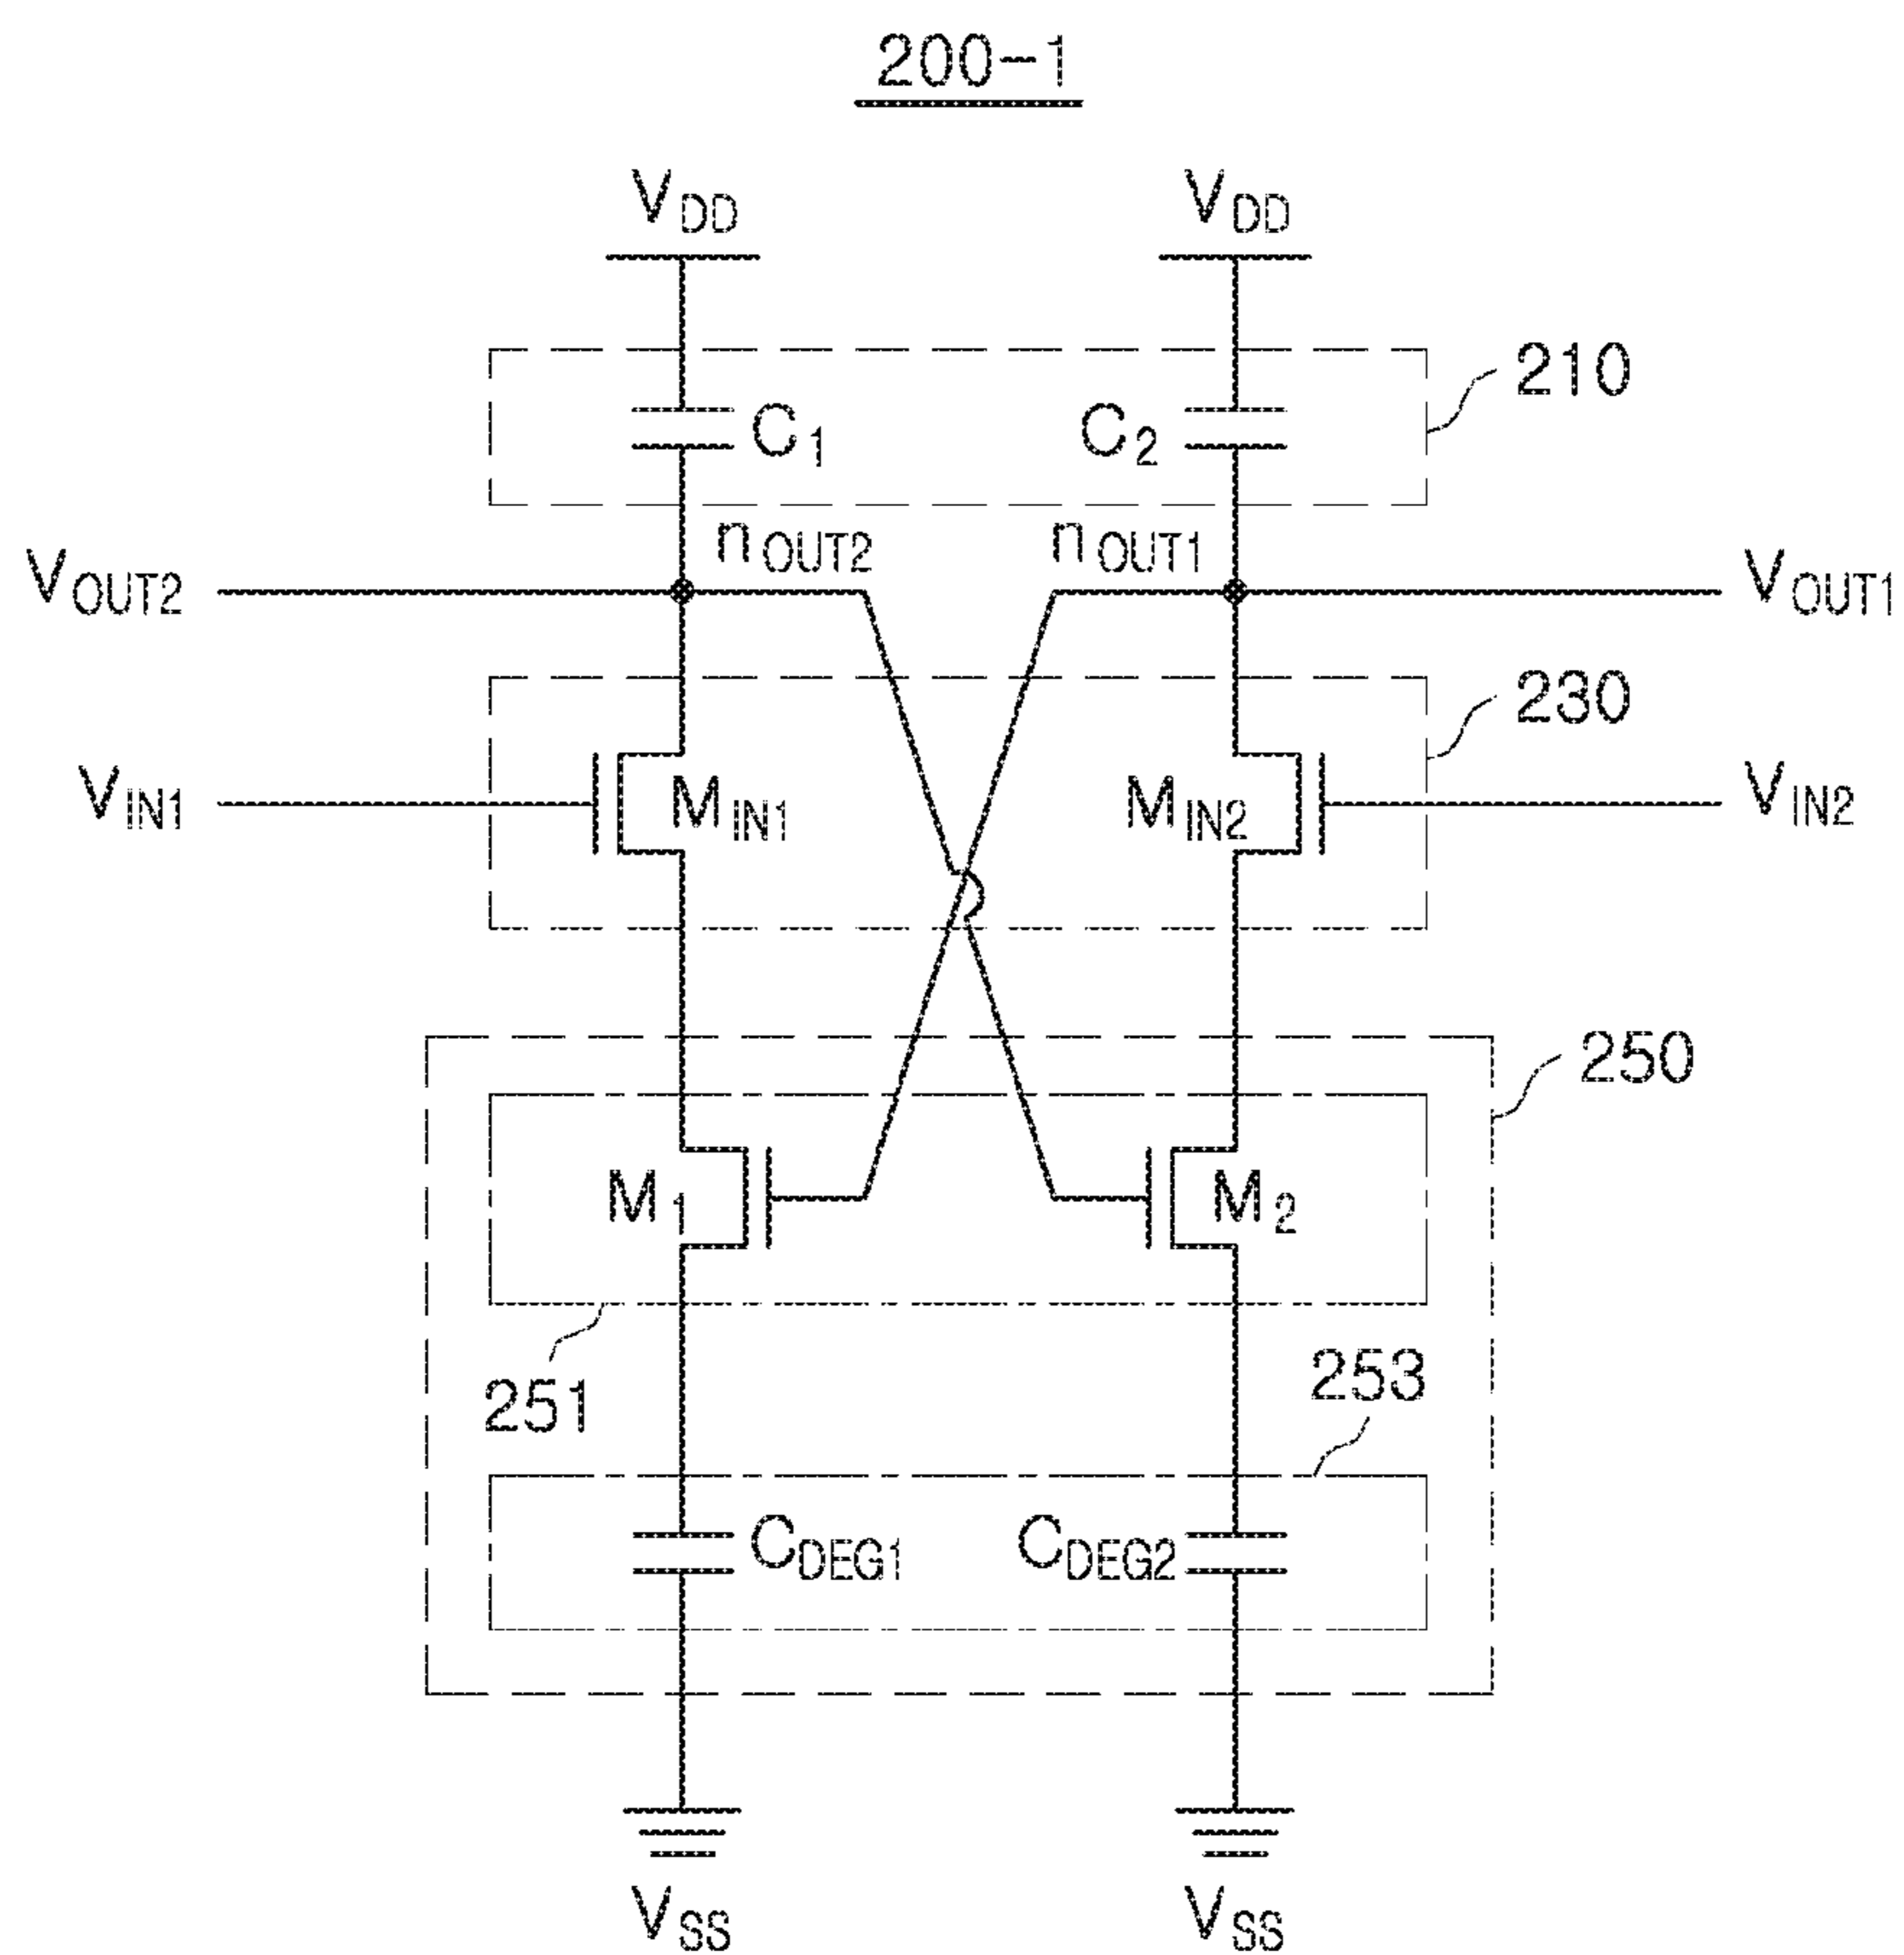 200-1
VDD VDD
210
C1 C2
nOUT2 nOUT1
VOUT2 VOUT1
230
VIN1 MIN1 MIN2 VIN2
250
M1 M2
251 253
CDEG1 CDEG2
VSS VSS